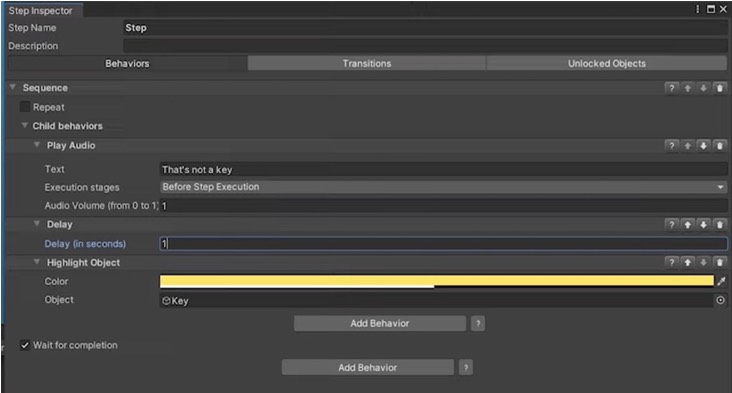 Step Inspector
Step Name Step
Description
Behaviors Transitions Unlocked Objects
Sequence ?
Repeat
Child behaviors
Play Audio ?
Text That's not a key
Execution stages Before Step Execution
Audio Volume (from 0 to 1) 1
Delay ?
Delay (in seconds) 1
Highlight Object ?
Color
Object Key
Add Behavior ?
Wait for completion
Add Behavior ?